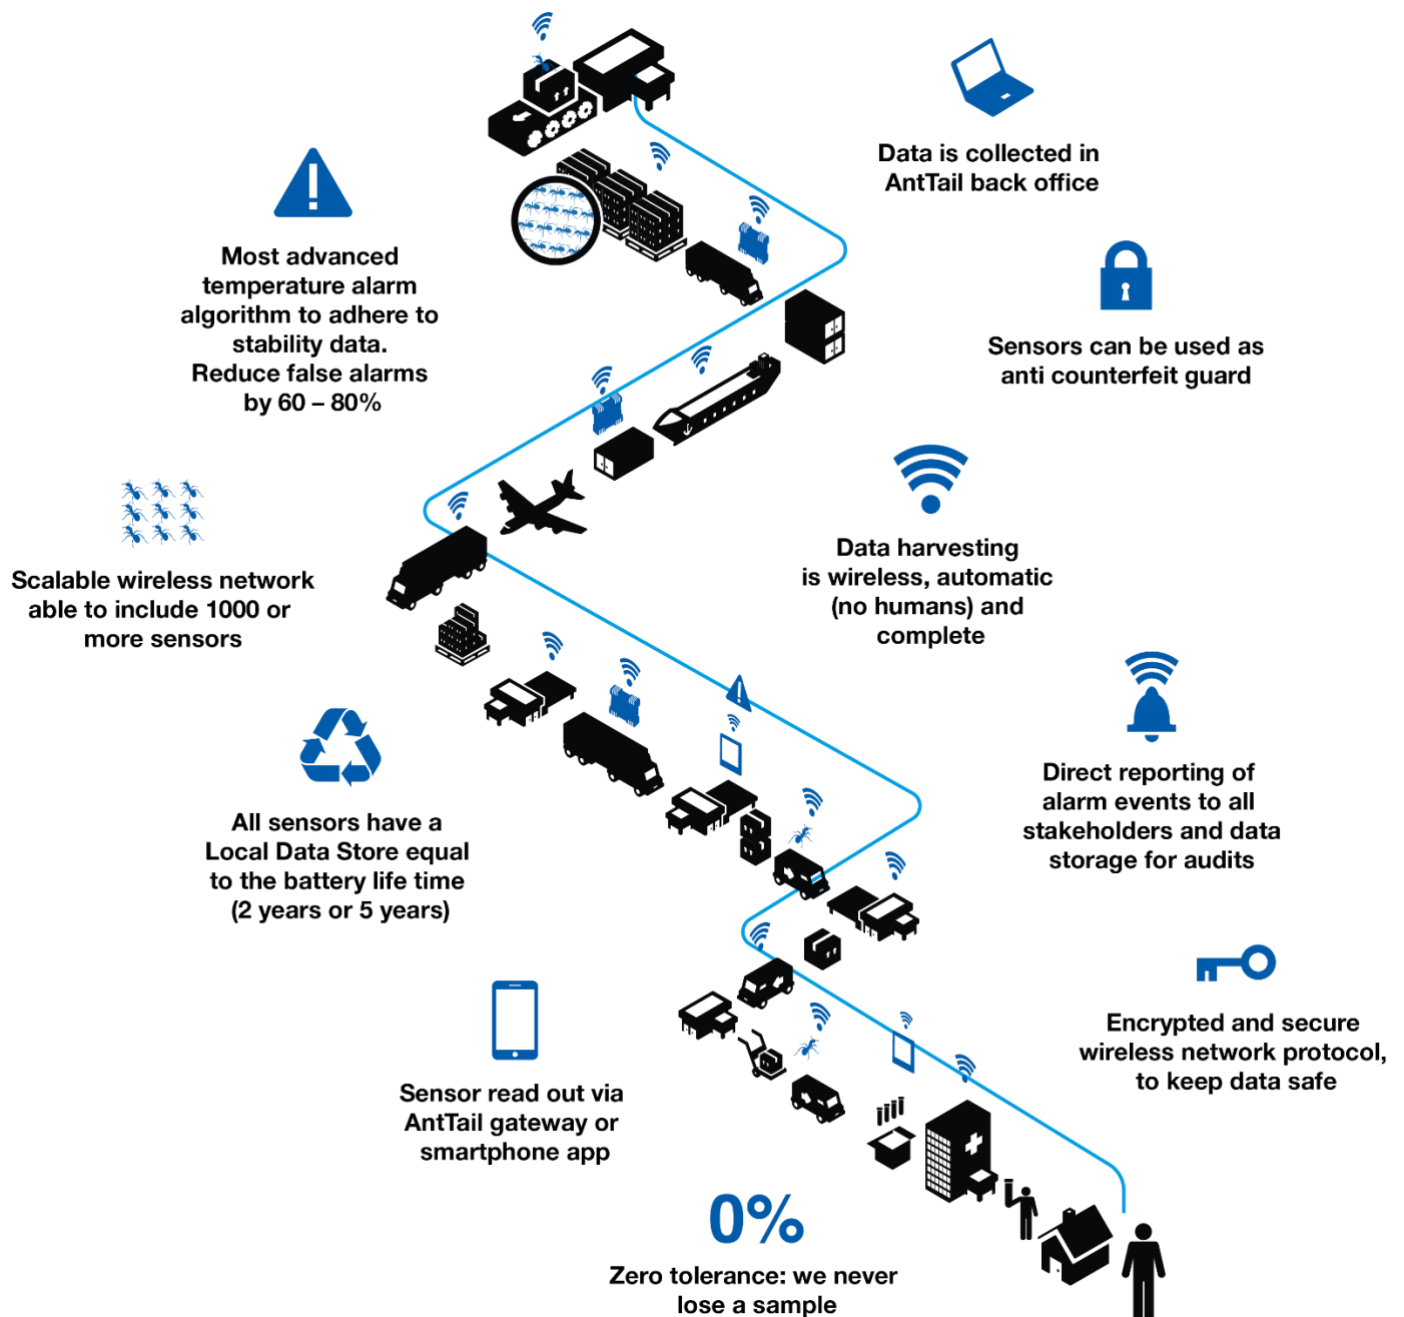 Data is collected in
AntTail back office
Most advanced
temperature alarm
algorithm to adhere to
stability data.
Reduce false alarms
by 60 – 80%
Sensors can be used as
anti counterfeit guard
Scalable wireless network
able to include 1000 or
more sensors
Data harvesting
is wireless, automatic
(no humans) and
complete
All sensors have a
Local Data Store equal
to the battery life time
(2 years or 5 years)
Direct reporting of
alarm events to all
stakeholders and data
storage for audits
Sensor read out via
AntTail gateway or
smartphone app
Encrypted and secure
wireless network protocol,
to keep data safe
0%
Zero tolerance: we never
lose a sample